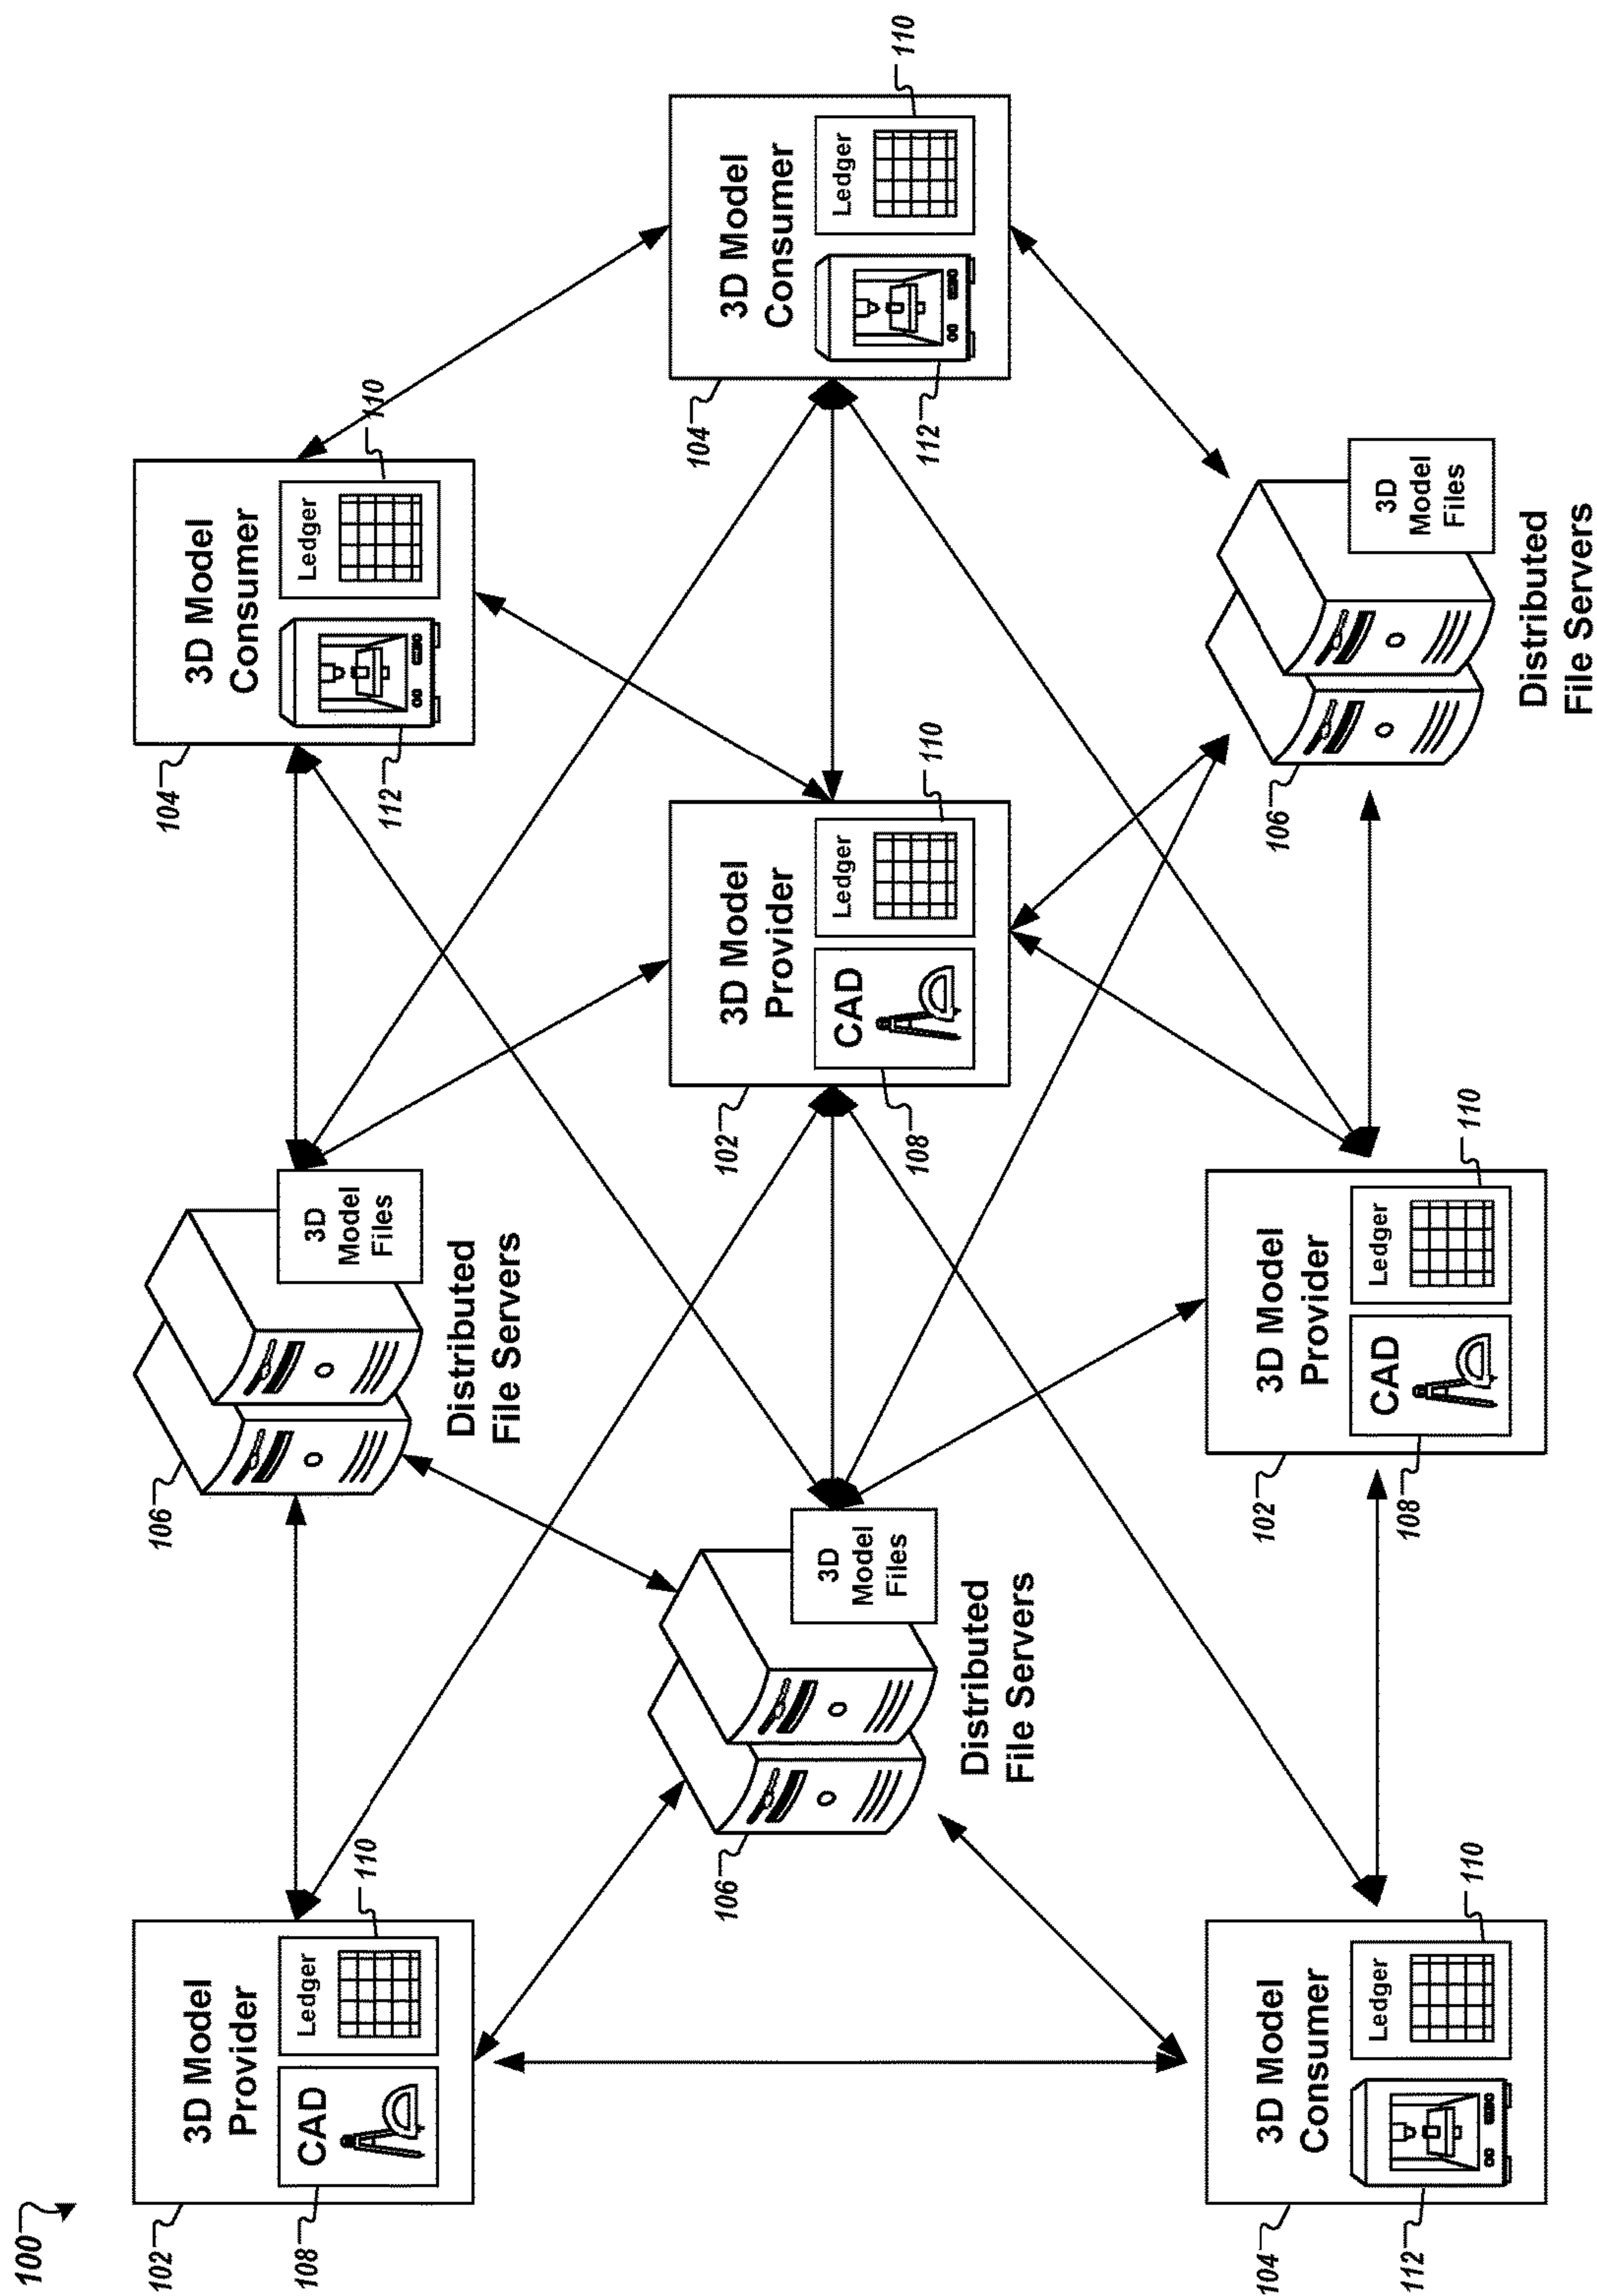 100
102
3D Model
Provider
108
CAD
Ledger
110
106
3D
Model
Files
Distributed
File Servers
104
3D Model
Consumer
112
Ledger
110
106
3D
Model
Files
Distributed
File Servers
102
3D Model
Provider
108
CAD
Ledger
110
104
3D Model
Consumer
112
Ledger
110
104
3D Model
Consumer
112
Ledger
110
102
3D Model
Provider
108
CAD
Ledger
110
106
3D
Model
Files
Distributed
File Servers